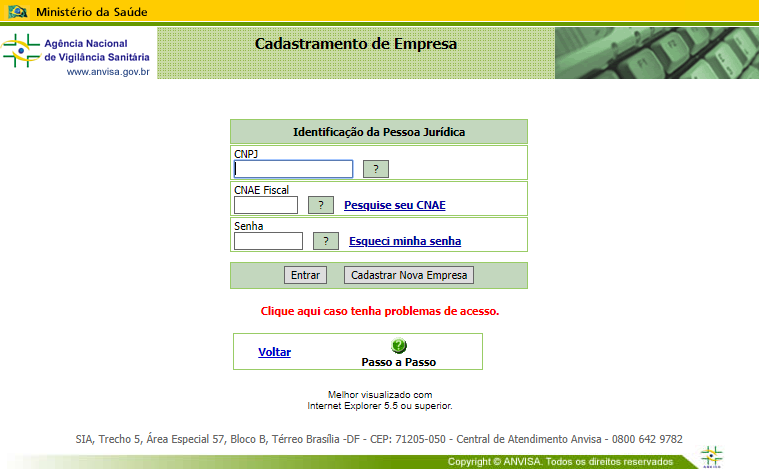 Ministério da Saúde
Agência Nacional
de Vigilância Sanitária
www.anvisa.gov.br
Cadastramento de Empresa
Identificação da Pessoa Jurídica
CNPJ
?
CNAE Fiscal
? Pesquise seu CNAE
Senha
? Esqueci minha senha
Entrar Cadastrar Nova Empresa
Clique aqui caso tenha problemas de acesso.
Voltar
?
Passo a Passo
Melhor visualizado com
Internet Explorer 5.5 ou superior.
SIA, Trecho 5, Área Especial 57, Bloco B, Térreo Brasília -DF - CEP: 71205-050 - Central de Atendimento Anvisa - 0800 642 9782
Copyright © ANVISA. Todos os direitos reservados
ANVISA